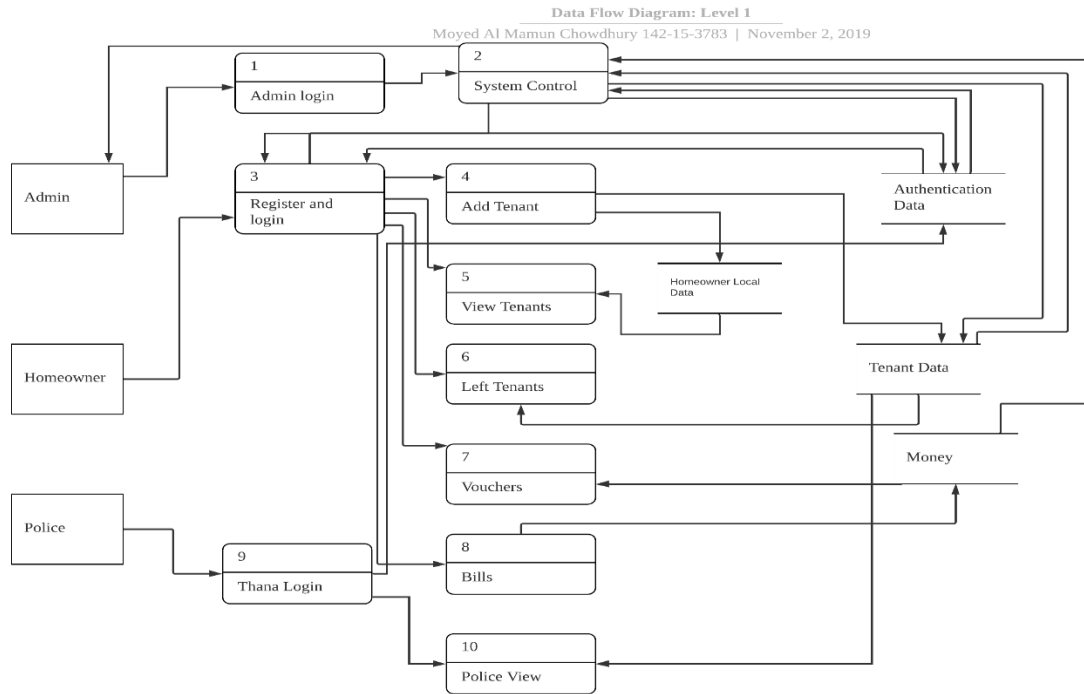 Data Flow Diagram: Level 1
Moyed Al Mamun Chowdhury 142-15-3783 | November 2, 2019
2
System Control
1
Admin login
Admin
3
Register and
login
4
Add Tenant
Authentication
Data
5
View Tenants
Homeowner Local
Data
Homeowner
6
Left Tenants
Tenant Data
7
Vouchers
Money
Police
8
Bills
9
Thana Login
10
Police View